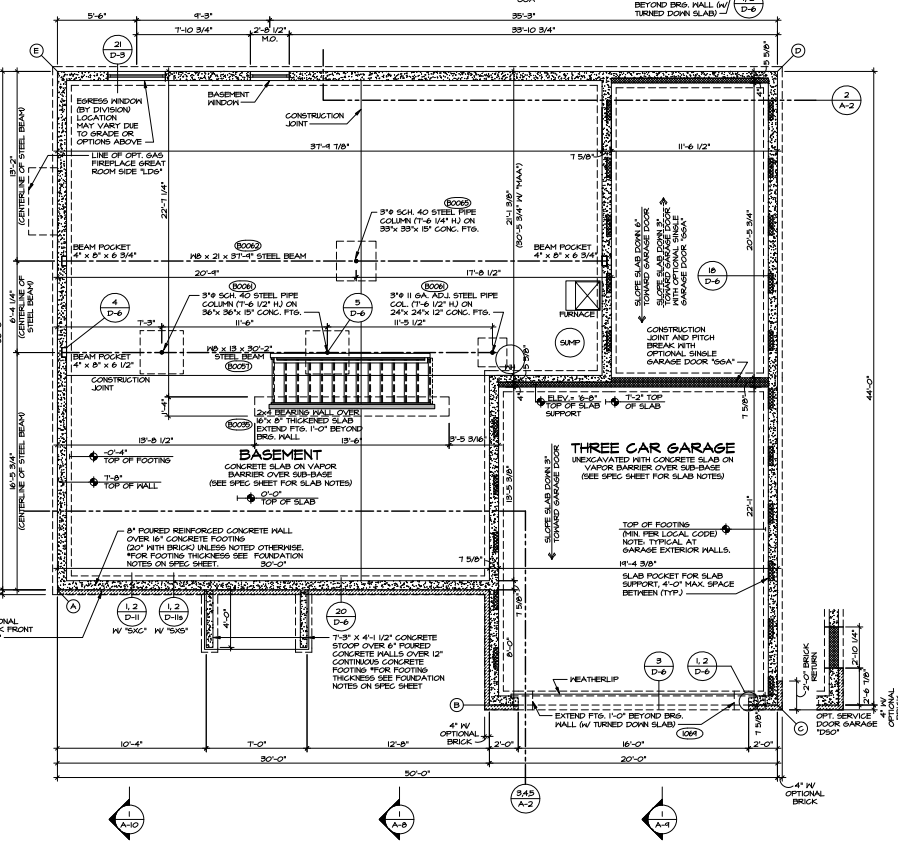 BOX
BEYOND BRG. WALL (W/
TURNED DOWN SLAB)
1, 2
D-6
5'-6"
9'-3"
35'-3"
7'-10 3/4"
2'-8 1/2"
M.O.
33'-10 3/4"
E
21
D-3
D
5 5/8"
2
A-2
EGRESS WINDOW
(BY DIVISION)
LOCATION
MAY VARY DUE
TO GRADE OR
OPTIONS ABOVE
BASEMENT
WINDOW
CONSTRUCTION
JOINT
4"
LINE OF OPT. GAS
FIREPLACE GREAT
ROOM SIDE "LDG"
37'-9 7/8"
7 5/8"
11'-6 1/2"
13'-2"
(CENTERLINE OF STEEL BEAM)
22'-7 1/4"
21'-1 3/8"
(30'-5 3/4" W/ "MAA")
20'-5 3/4"
B0065
3"Φ SCH. 40 STEEL PIPE
COLUMN (7'-6 1/4" H.) ON
33"x 33"x 15" CONC. FTG.
SLOPE SLAB DOWN 6"
TOWARD GARAGE DOOR
SLOPE SLAB DOWN 3"
TOWARD GARAGE DOOR
WITH OPTIONAL SINGLE
GARAGE DOOR "GGA"
BEAM POCKET
4" x 8" x 6 3/4"
B0062
W8 x 21 x 37'-9" STEEL BEAM
BEAM POCKET
4" x 8" x 6 3/4"
20'-9"
17'-8 1/2"
18
D-6
6'-4 1/4"
(CENTERLINE OF
STEEL BEAM)
4
D-6
B0061
3"Φ SCH. 40 STEEL PIPE
COLUMN (7'-6 1/2" H.) ON
36"x 36"x 15" CONC. FTG.
5
D-6
B0061
3"Φ 11 GA. ADJ. STEEL PIPE
COL. (7'-6 1/2" H.) ON
24"x 24"x 12" CONC. FTG.
FURNACE
7'-3"
11'-6"
11'-5 1/2"
SUMP
W8 x 13 x 30'-2"
STEEL BEAM
B0051
BEAM POCKET
4" x 8" x 6 1/2"
CONSTRUCTION
JOINT
5 5/8"
CONSTRUCTION
JOINT AND PITCH
BREAK WITH
OPTIONAL SINGLE
GARAGE DOOR "GGA"
44'-0"
4"
7 5/8"
1'-4"
2x4 BEARING WALL OVER
16"x 8" THICKENED SLAB
EXTEND FTG. 1'-0" BEYOND
BRG. WALL
B0035
ELEV.= '6'-8"
TOP OF SLAB
SUPPORT
7'-2" TOP
OF SLAB
13'-8 1/2"
13'-6"
3'-5 3/16"
16'-5 3/4"
(CENTERLINE OF STEEL BEAM)
-0'-4"
TOP OF FOOTING
7'-8"
TOP OF WALL
BASEMENT
CONCRETE SLAB ON VAPOR
BARRIER OVER SUB-BASE
(SEE SPEC SHEET FOR SLAB NOTES)
0'-0"
TOP OF SLAB
THREE CAR GARAGE
UNEXCAVATED WITH CONCRETE SLAB ON
VAPOR BARRIER OVER SUB-BASE
(SEE SPEC SHEET FOR SLAB NOTES)
13'-5 3/8"
SLOPE SLAB DOWN 3"
TOWARD GARAGE DOOR
22'-1"
TOP OF FOOTING
(MIN. PER LOCAL CODE)
NOTE: TYPICAL AT
GARAGE EXTERIOR WALLS.
8" POURED REINFORCED CONCRETE WALL
OVER 16" CONCRETE FOOTING
(20" WITH BRICK) UNLESS NOTED OTHERWISE.
*FOR FOOTING THICKNESS SEE FOUNDATION
NOTES ON SPEC SHEET.
30'-0"
7 5/8"
19'-4 3/8"
SLAB POCKET FOR SLAB
SUPPORT, 4'-0" MAX. SPACE
BETWEEN (TYP.)
A
1, 2
D-11
W/ "SXC"
1, 2
D-11s
W/ "SXS"
20
D-6
7 5/8"
4'-0"
ONAL
K FRONT
7'-3" X 4'-1 1/2" CONCRETE
STOOP OVER 6" POURED
CONCRETE WALLS OVER 12"
CONTINUOUS CONCRETE
FOOTING *FOR FOOTING
THICKNESS SEE FOUNDATION
NOTES ON SPEC SHEET
8'-0"
3
D-6
1, 2
D-6
WEATHERLIP
2'-0" BRICK
RETURN
2'-10 1/4"
2'-6 7/8"
4" W/
OPTIONAL
BRICK
B
C
EXTEND FTG. 1'-0" BEYOND BRG.
WALL (W/ TURNED DOWN SLAB)
1069
7 5/8"
OPT. SERVICE
DOOR GARAGE
"DSO"
4" W/
OPTIONAL
BRICK
10'-4"
7'-0"
12'-8"
2'-0"
16'-0"
2'-0"
30'-0"
20'-0"
50'-0"
4" W/
OPTIONAL
BRICK
3,4,5
A-2
1
A-10
1
A-8
1
A-9